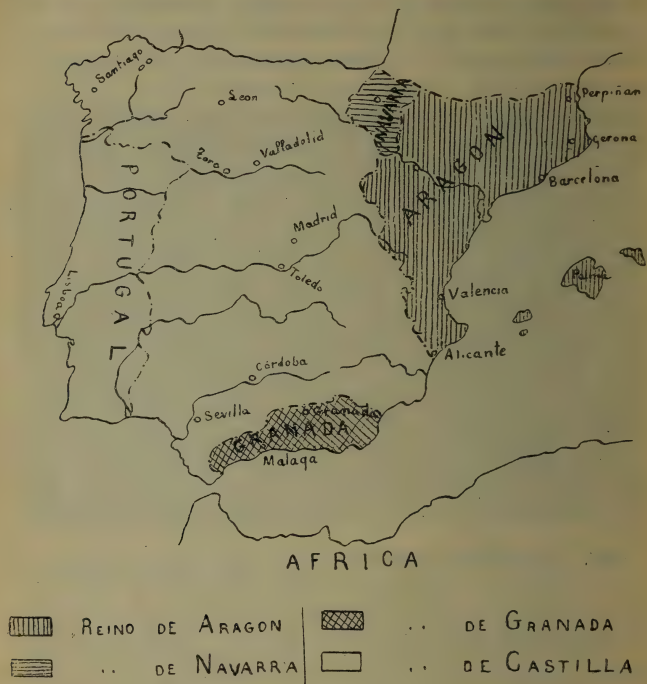 Santiago
Leon
NAVARRA
Perpiñan
Gerona
ARAGON
Barcelona
Toro
Valladolid
PORTUGAL
Madrid
Toledo
Lisboa
Palma
Valencia
Alicante
Córdoba
Sevilla
Granada
GRANADA
Malaga
AFRICA
REINO DE ARAGON
.. DE NAVARRA
.. DE GRANADA
.. DE CASTILLA